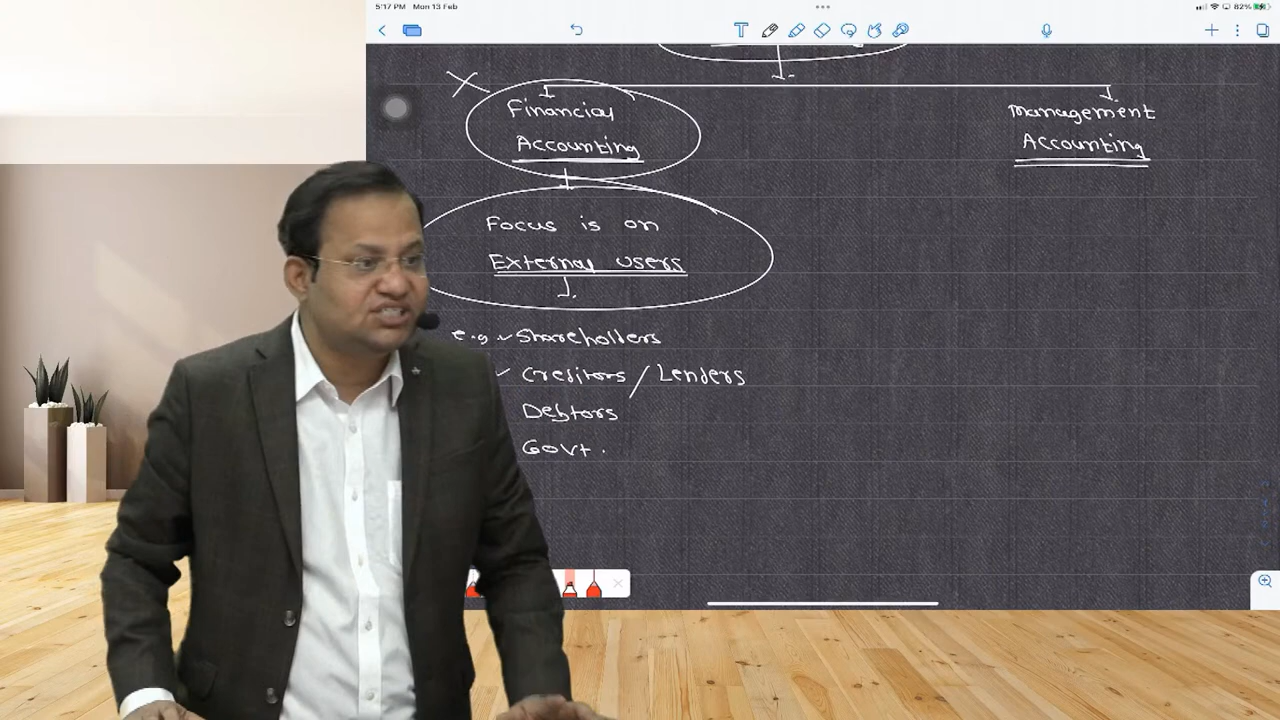 5:17 PM Mon 13 Feb
82%
Financial
Accounting
Management
Accounting
Focus is on
External users
e.g. Shareholders
Creditors / Lenders
Debtors
Govt.